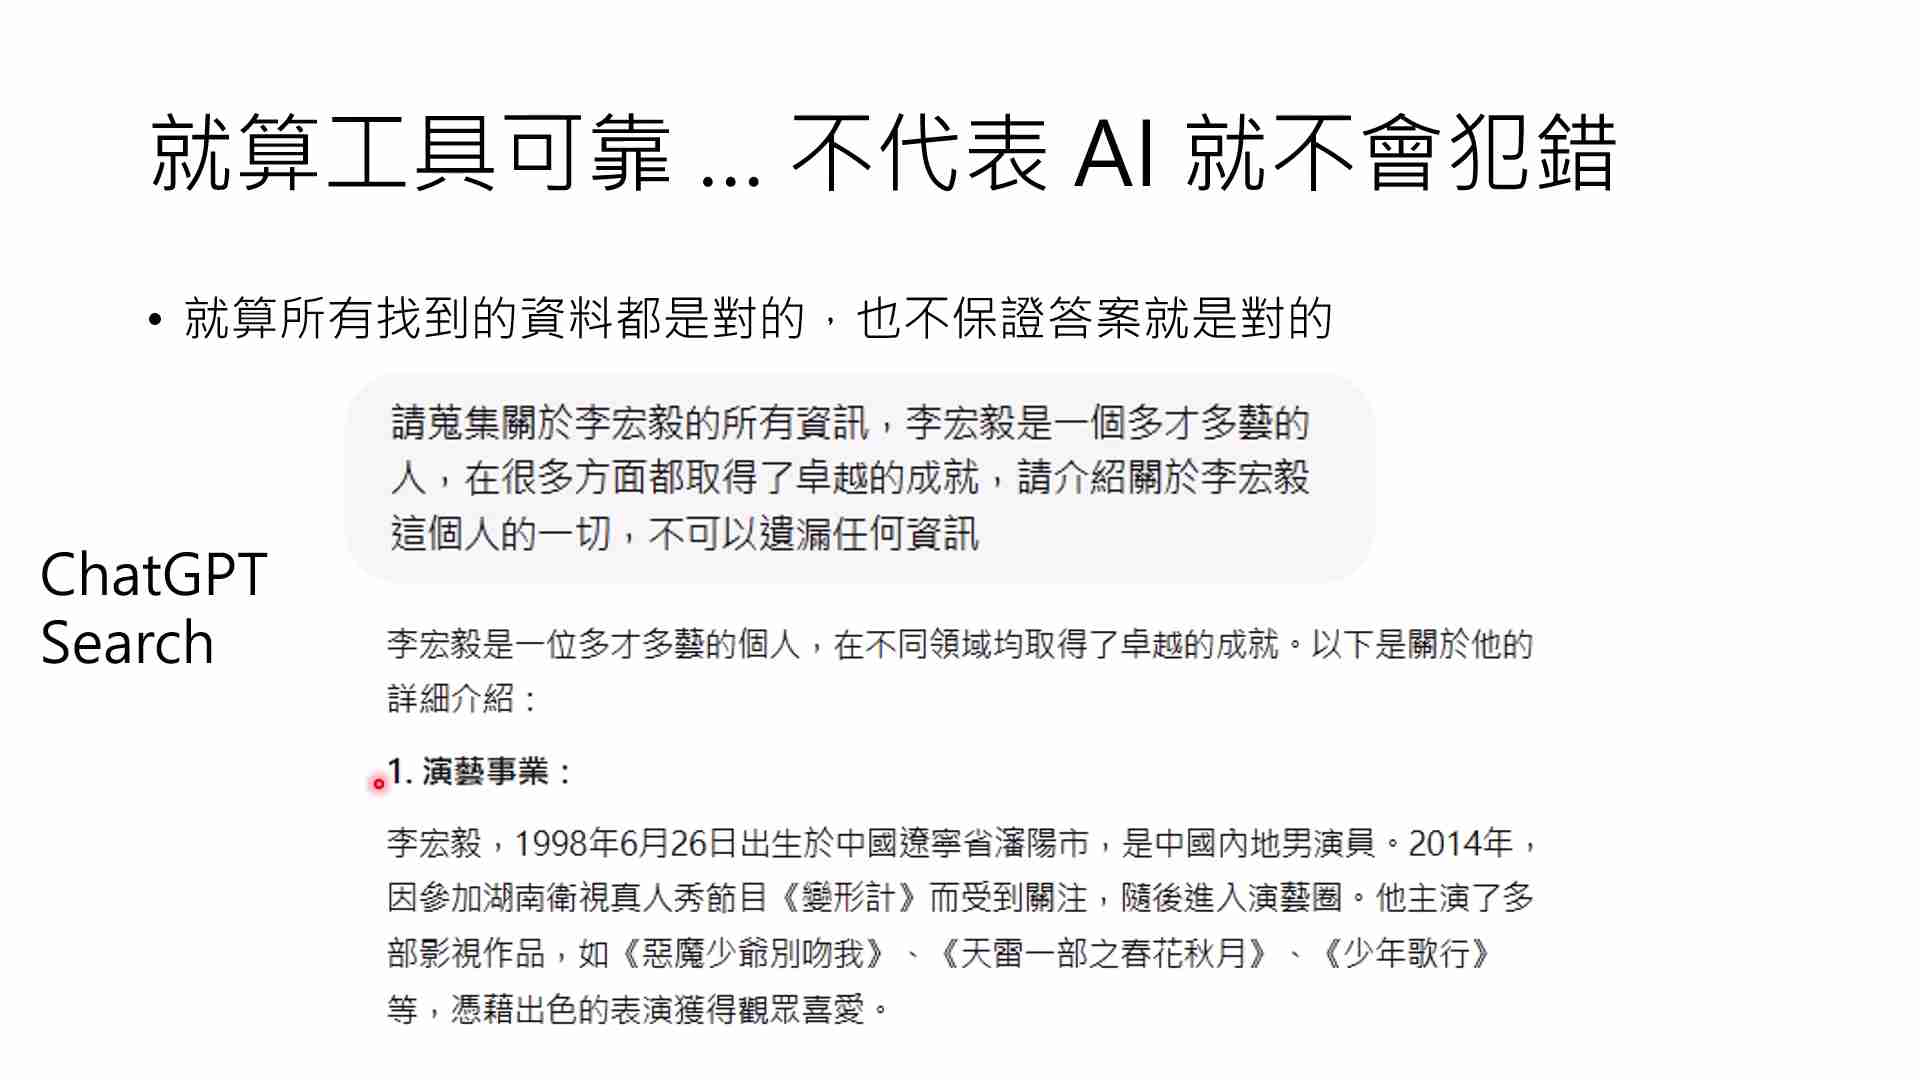 就算工具可靠 ... 不代表 AI 就不會犯錯
• 就算所有找到的資料都是對的，也不保證答案就是對的
請蒐集關於李宏毅的所有資訊，李宏毅是一個多才多藝的
人，在很多方面都取得了卓越的成就，請介紹關於李宏毅
這個人的一切，不可以遺漏任何資訊
ChatGPT
Search
李宏毅是一位多才多藝的個人，在不同領域均取得了卓越的成就。以下是關於他的
詳細介紹：
1. 演藝事業：
李宏毅，1998年6月26日出生於中國遼寧省瀋陽市，是中國內地男演員。2014年，
因參加湖南衛視真人秀節目《變形計》而受到關注，隨後進入演藝圈。他主演了多
部影視作品，如《惡魔少爺別吻我》、《天雷一部之春花秋月》、《少年歌行》
等，憑藉出色的表演獲得觀眾喜愛。